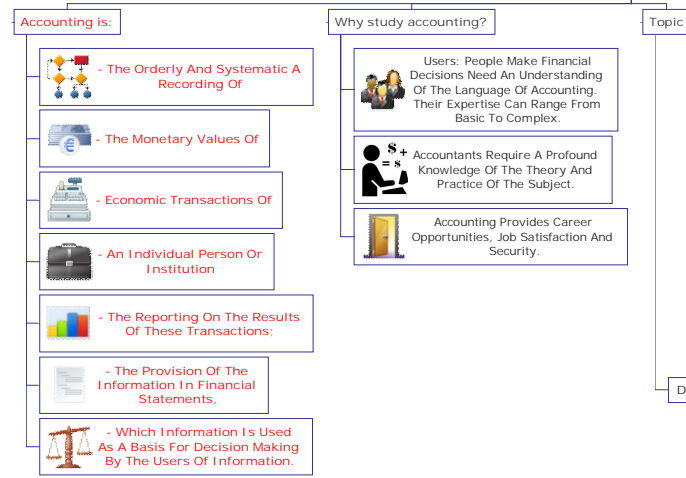 Accounting is:
- The Orderly And Systematic A
Recording Of
- The Monetary Values Of
- Economic Transactions Of
- An Individual Person Or
Institution
- The Reporting On The Results
Of These Transactions:
- The Provision Of The
Information In Financial
Statements,
- Which Information Is Used
As A Basis For Decision Making
By The Users Of Information.
Why study accounting?
Users: People Make Financial
Decisions Need An Understanding
Of The Language Of Accounting.
Their Expertise Can Range From
Basic To Complex.
$ +
= $
Accountants Require A Profound
Knowledge Of The Theory And
Practice Of The Subject.
Accounting Provides Career
Opportunities, Job Satisfaction And
Security.
Topic
D